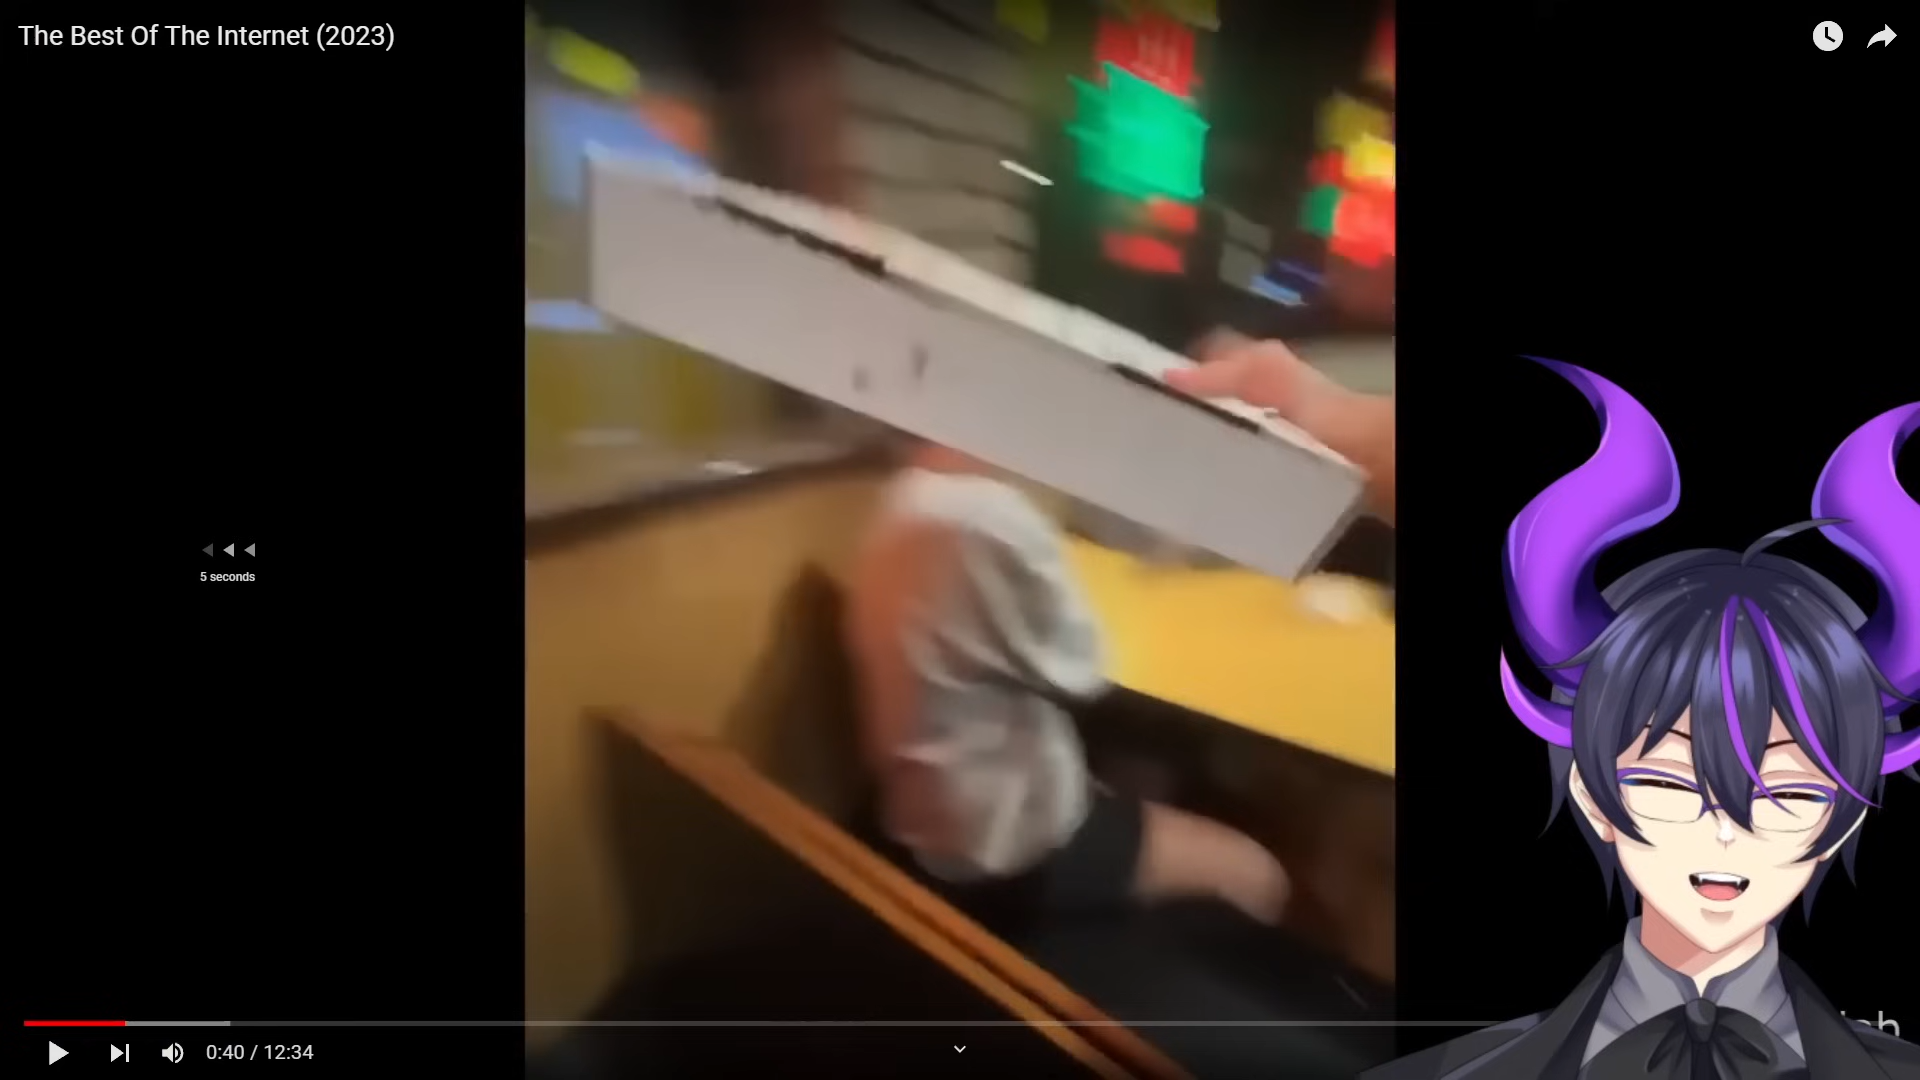 The Best Of The Internet (2023)
5 seconds
0:40 / 12:34